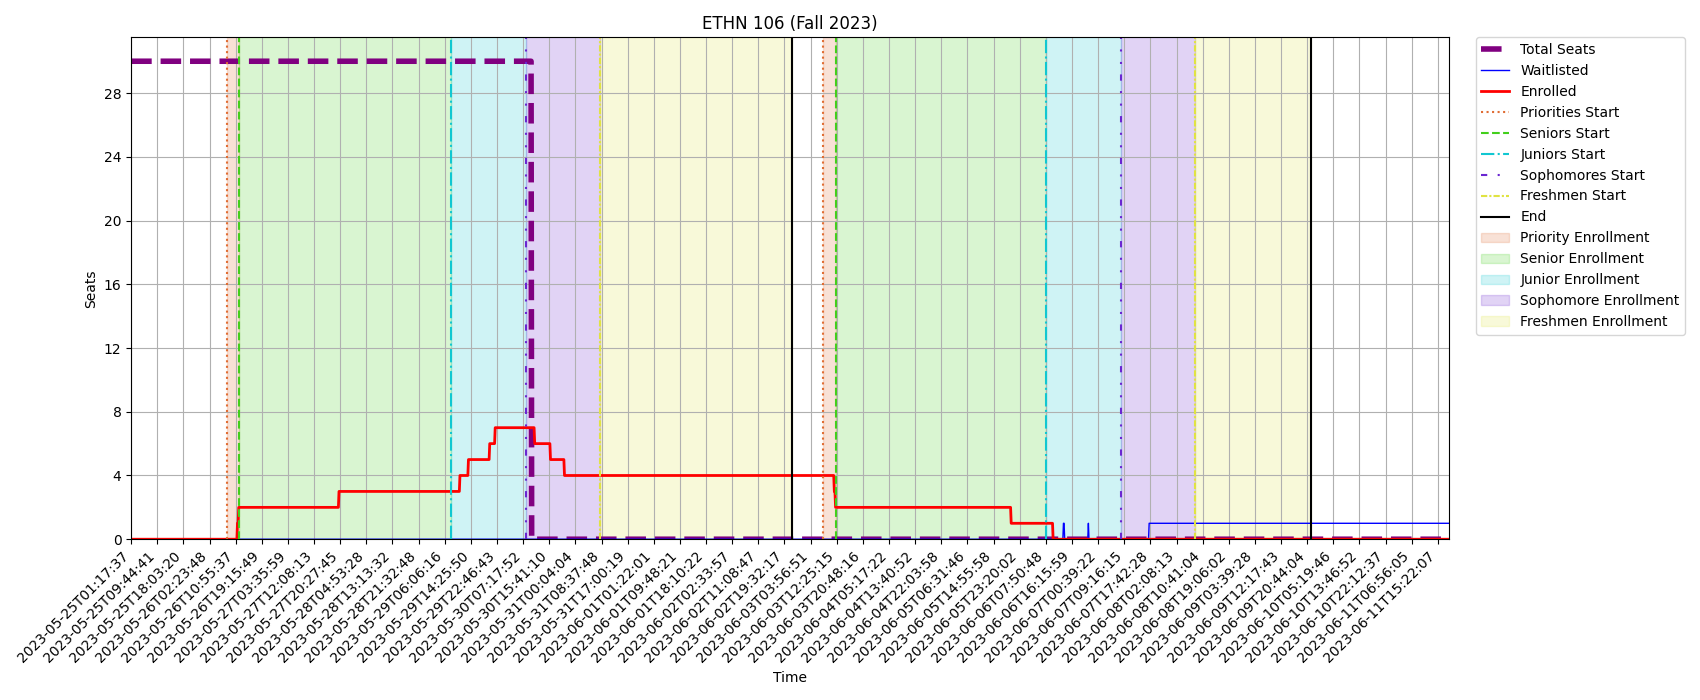 ETHN 106 (Fall 2023)
Seats
28
24
20
16
12
8
4
0
2023-05-25T01:17:37
2023-05-25T09:44:41
2023-05-25T18:03:20
2023-05-26T02:23:48
2023-05-26T10:55:37
2023-05-26T19:15:49
2023-05-27T03:35:59
2023-05-27T12:08:13
2023-05-27T20:27:45
2023-05-28T04:53:28
2023-05-28T13:13:32
2023-05-28T21:32:48
2023-05-29T06:06:16
2023-05-29T14:25:50
2023-05-29T22:46:43
2023-05-30T07:17:52
2023-05-30T15:41:10
2023-05-31T00:04:04
2023-05-31T08:37:48
2023-05-31T17:00:19
2023-06-01T01:22:01
2023-06-01T09:48:21
2023-06-01T18:10:22
2023-06-02T02:33:57
2023-06-02T11:08:47
2023-06-02T19:32:17
2023-06-03T03:56:51
2023-06-03T12:25:15
2023-06-03T20:48:16
2023-06-04T05:17:22
2023-06-04T13:40:52
2023-06-04T22:03:58
2023-06-05T06:31:46
2023-06-05T14:55:58
2023-06-05T23:20:02
2023-06-06T07:50:48
2023-06-06T16:15:59
2023-06-07T00:39:22
2023-06-07T09:16:15
2023-06-07T17:42:28
2023-06-08T02:08:13
2023-06-08T10:41:04
2023-06-08T19:06:02
2023-06-09T03:39:28
2023-06-09T12:17:43
2023-06-09T20:44:04
2023-06-10T05:19:46
2023-06-10T13:46:52
2023-06-10T22:12:37
2023-06-11T06:56:05
2023-06-11T15:22:07
Time
Total Seats
Waitlisted
Enrolled
Priorities Start
Seniors Start
Juniors Start
Sophomores Start
Freshmen Start
End
Priority Enrollment
Senior Enrollment
Junior Enrollment
Sophomore Enrollment
Freshmen Enrollment